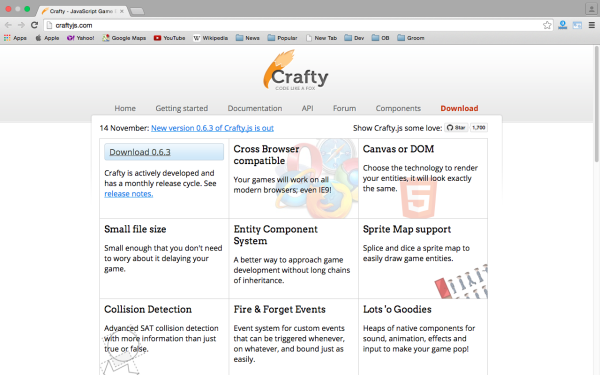 Crafty - JavaScript Game
craftyjs.com
Apps Apple Yahoo! Google Maps YouTube Wikipedia News Popular New Tab Dev OB Groom
Crafty
CODE LIKE A FOX
Home Getting started Documentation API Forum Components Download
14 November: New version 0.6.3 of Crafty.js is out
Show Crafty.js some love: Star 1,700
Download 0.6.3
Crafty is actively developed and
has a monthly release cycle. See
release notes.
Cross Browser
compatible
Your games will work on all
modern browsers; even IE9!
Canvas or DOM
Choose the technology to render
your entities, it will look exactly
the same.
Small file size
Small enough that you don't need
to wory about it delaying your
game.
Entity Component
System
A better way to approach game
development without long chains
of inheritance.
Sprite Map support
Splice and dice a sprite map to
easily draw game entities.
Collision Detection
Advanced SAT collision detection
with more information than just
true or false.
Fire & Forget Events
Event system for custom events
that can be triggered whenever,
on whatever, and bound just as
easily.
Lots 'o Goodies
Heaps of native components for
sound, animation, effects and
input to make your game pop!